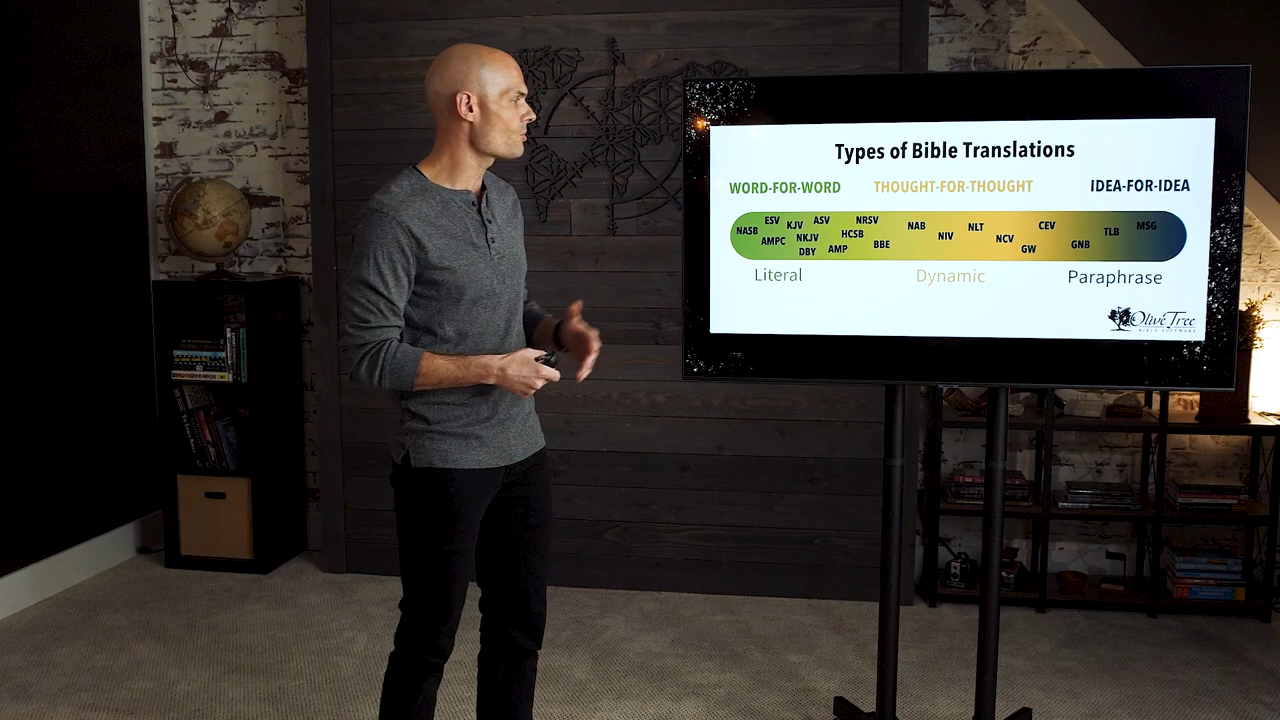 Types of Bible Translations
WORD-FOR-WORD THOUGHT-FOR-THOUGHT IDEA-FOR-IDEA
NASB ESV AMPC KJV NKJV DBY ASV AMP HCSB NRSV BBE NAB NIV NLT NCV GW CEV GNB TLB MSG
Literal Dynamic Paraphrase
Olive Tree
BIBLE SOFTWARE